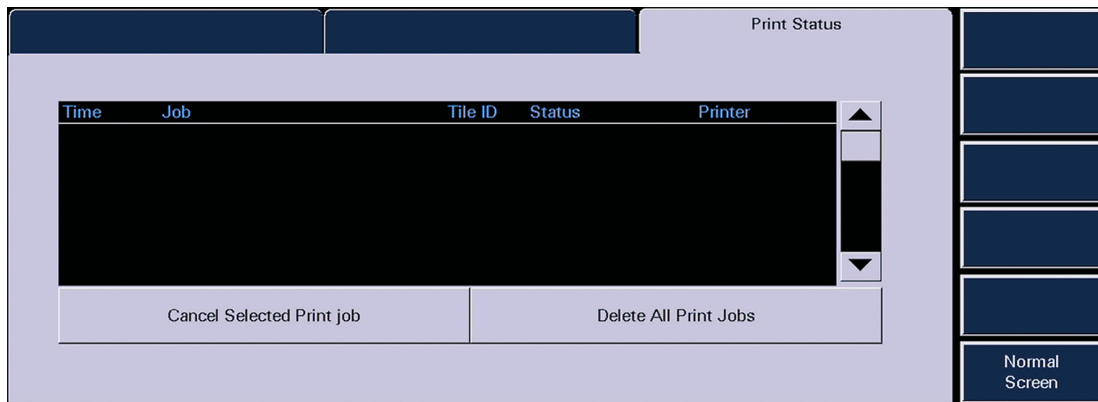 Print Status
Time Job Tile ID Status Printer
Cancel Selected Print job Delete All Print Jobs
Normal
Screen